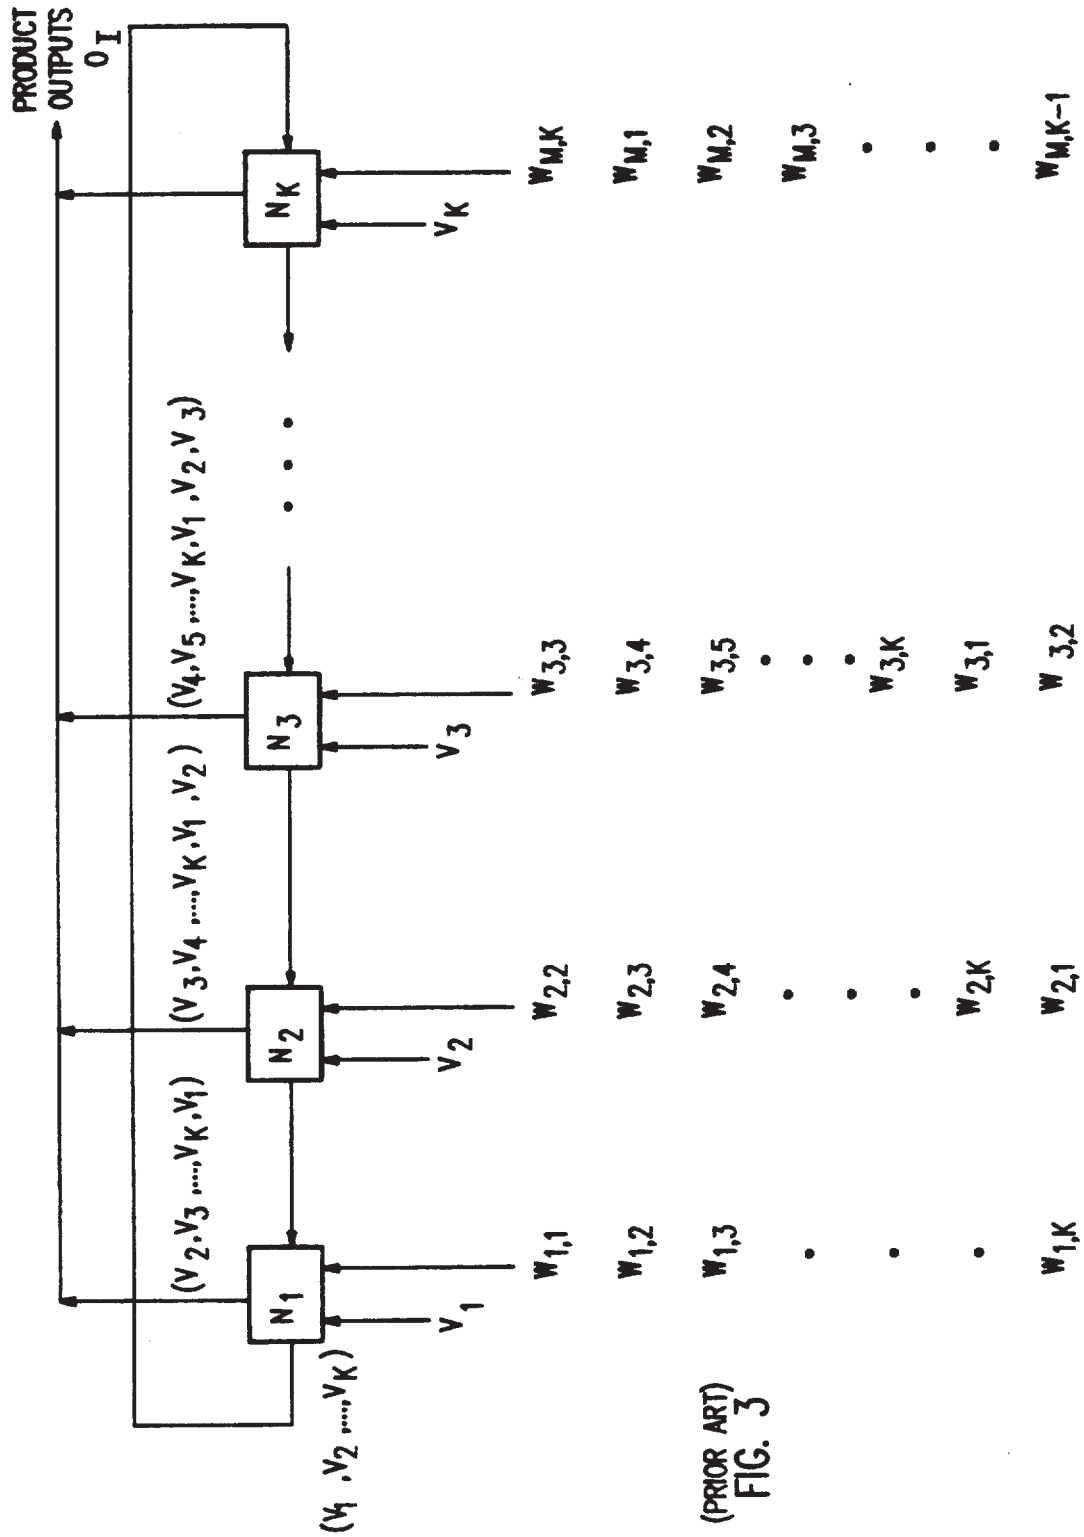 PRODUCT
OUTPUTS
O_I
(V_2,V_3,....,V_K,V_1) (V_3,V_4,....,V_K,V_1,V_2) (V_4,V_5,....,V_K,V_1,V_2,V_3)
N_1 N_2 N_3 • • • N_K
(V_1,V_2,....,V_K)
V_1 V_2 V_3 V_K
W_1,1 W_2,2 W_3,3 W_M,K
W_1,2 W_2,3 W_3,4 W_M,1
W_1,3 W_2,4 W_3,5 W_M,2
W_M,3
W_3,K
W_2,K W_3,1
W_1,K W_2,1 W_3,2 W_M,K-1
(PRIOR ART)
FIG. 3